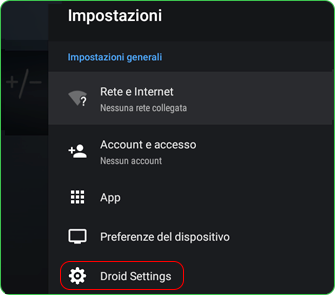 Impostazioni
Impostazioni generali
+/-
Rete e Internet
Nessuna rete collegata
Account e accesso
Nessun account
App
Preferenze del dispositivo
Droid Settings